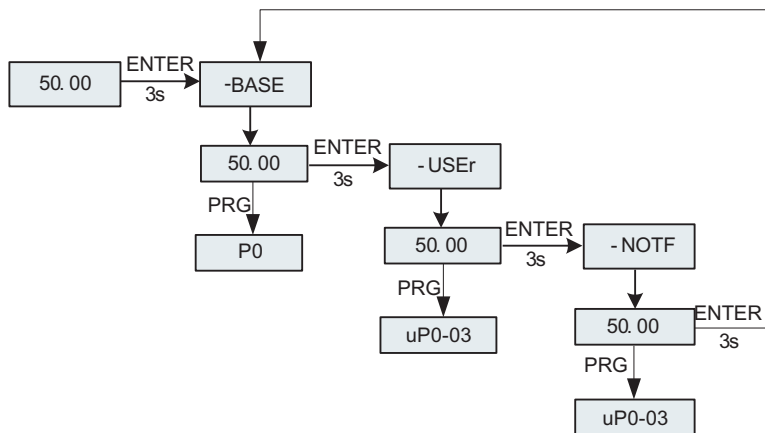 50.00
ENTER
3s
-BASE
50.00
ENTER
3s
-USEr
PRG
P0
50.00
ENTER
3s
-NOTF
PRG
uP0-03
50.00
ENTER
3s
PRG
uP0-03